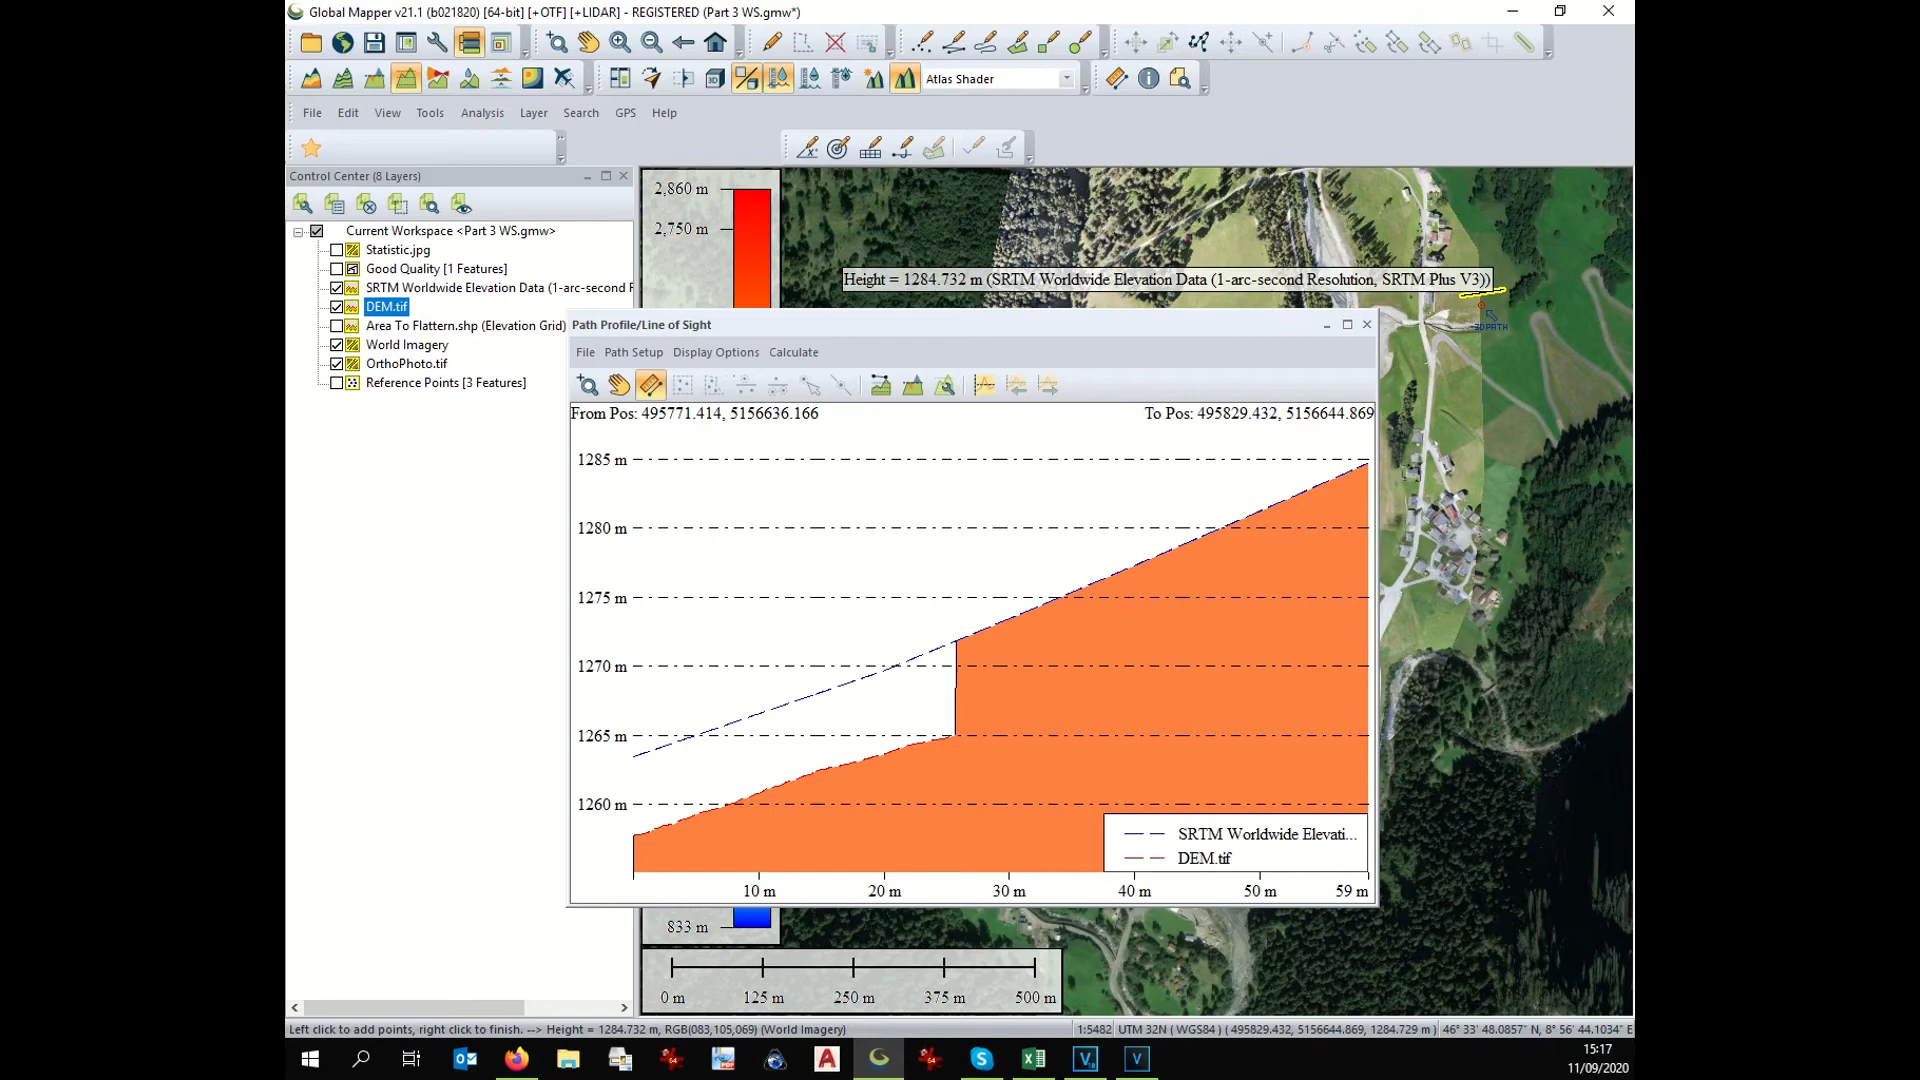 Global Mapper v21.1 (b021820) [64-bit] [+OTF] [+LIDAR] - REGISTERED (Part 3 WS.gmw*)
Atlas Shader
File Edit View Tools Analysis Layer Search GPS Help
Control Center (8 Layers)
Current Workspace <Part 3 WS.gmw>
Statistic.jpg
Good Quality [1 Features]
SRTM Worldwide Elevation Data (1-arc-second F
DEM.tif
Area To Flattern.shp (Elevation Grid)
World Imagery
OrthoPhoto.tif
Reference Points [3 Features]
2,860 m
2,750 m
Height = 1284.732 m (SRTM Worldwide Elevation Data (1-arc-second Resolution, SRTM Plus V3))
3D PATH
Path Profile/Line of Sight
File Path Setup Display Options Calculate
From Pos: 495771.414, 5156636.166 To Pos: 495829.432, 5156644.869
1285 m
1280 m
1275 m
1270 m
1265 m
1260 m
SRTM Worldwide Elevati...
DEM.tif
10 m 20 m 30 m 40 m 50 m 59 m
833 m
0 m 125 m 250 m 375 m 500 m
Left click to add points, right click to finish. --> Height = 1284.732 m, RGB(083,105,069) (World Imagery) 1:5482 UTM 32N ( WGS84 ) ( 495829.432, 5156644.869, 1284.729 m ) 46° 33' 48.0857" N, 8° 56' 44.1034" E
15:17
11/09/2020